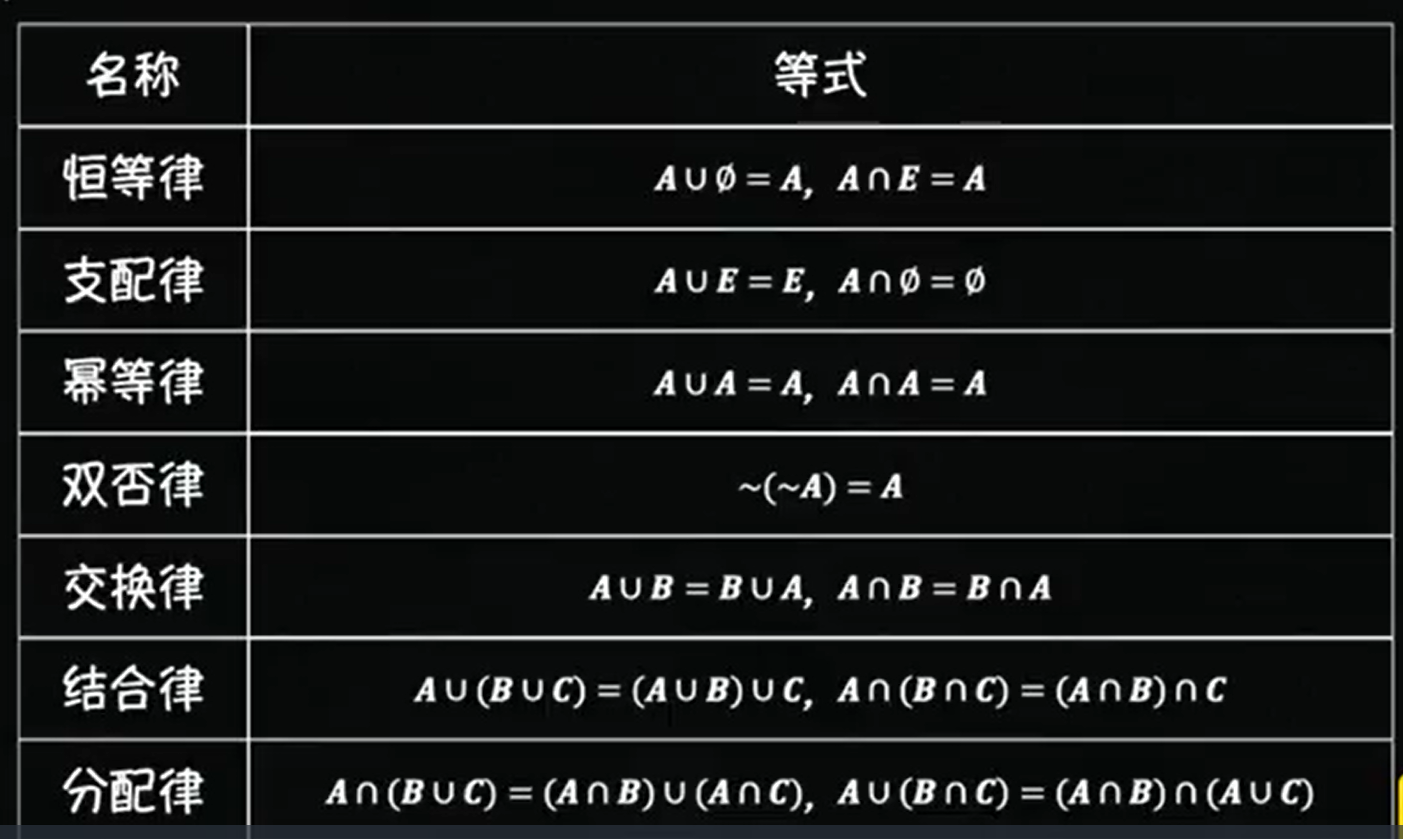 名称 等式
恒等律 A∪∅=A, A∩E=A
支配律 A∪E=E, A∩∅=∅
幂等律 A∪A=A, A∩A=A
双否律 ~(~A)=A
交换律 A∪B=B∪A, A∩B=B∩A
结合律 A∪(B∪C)=(A∪B)∪C, A∩(B∩C)=(A∩B)∩C
分配律 A∩(B∪C)=(A∩B)∪(A∩C), A∪(B∩C)=(A∩B)∩(A∪C)